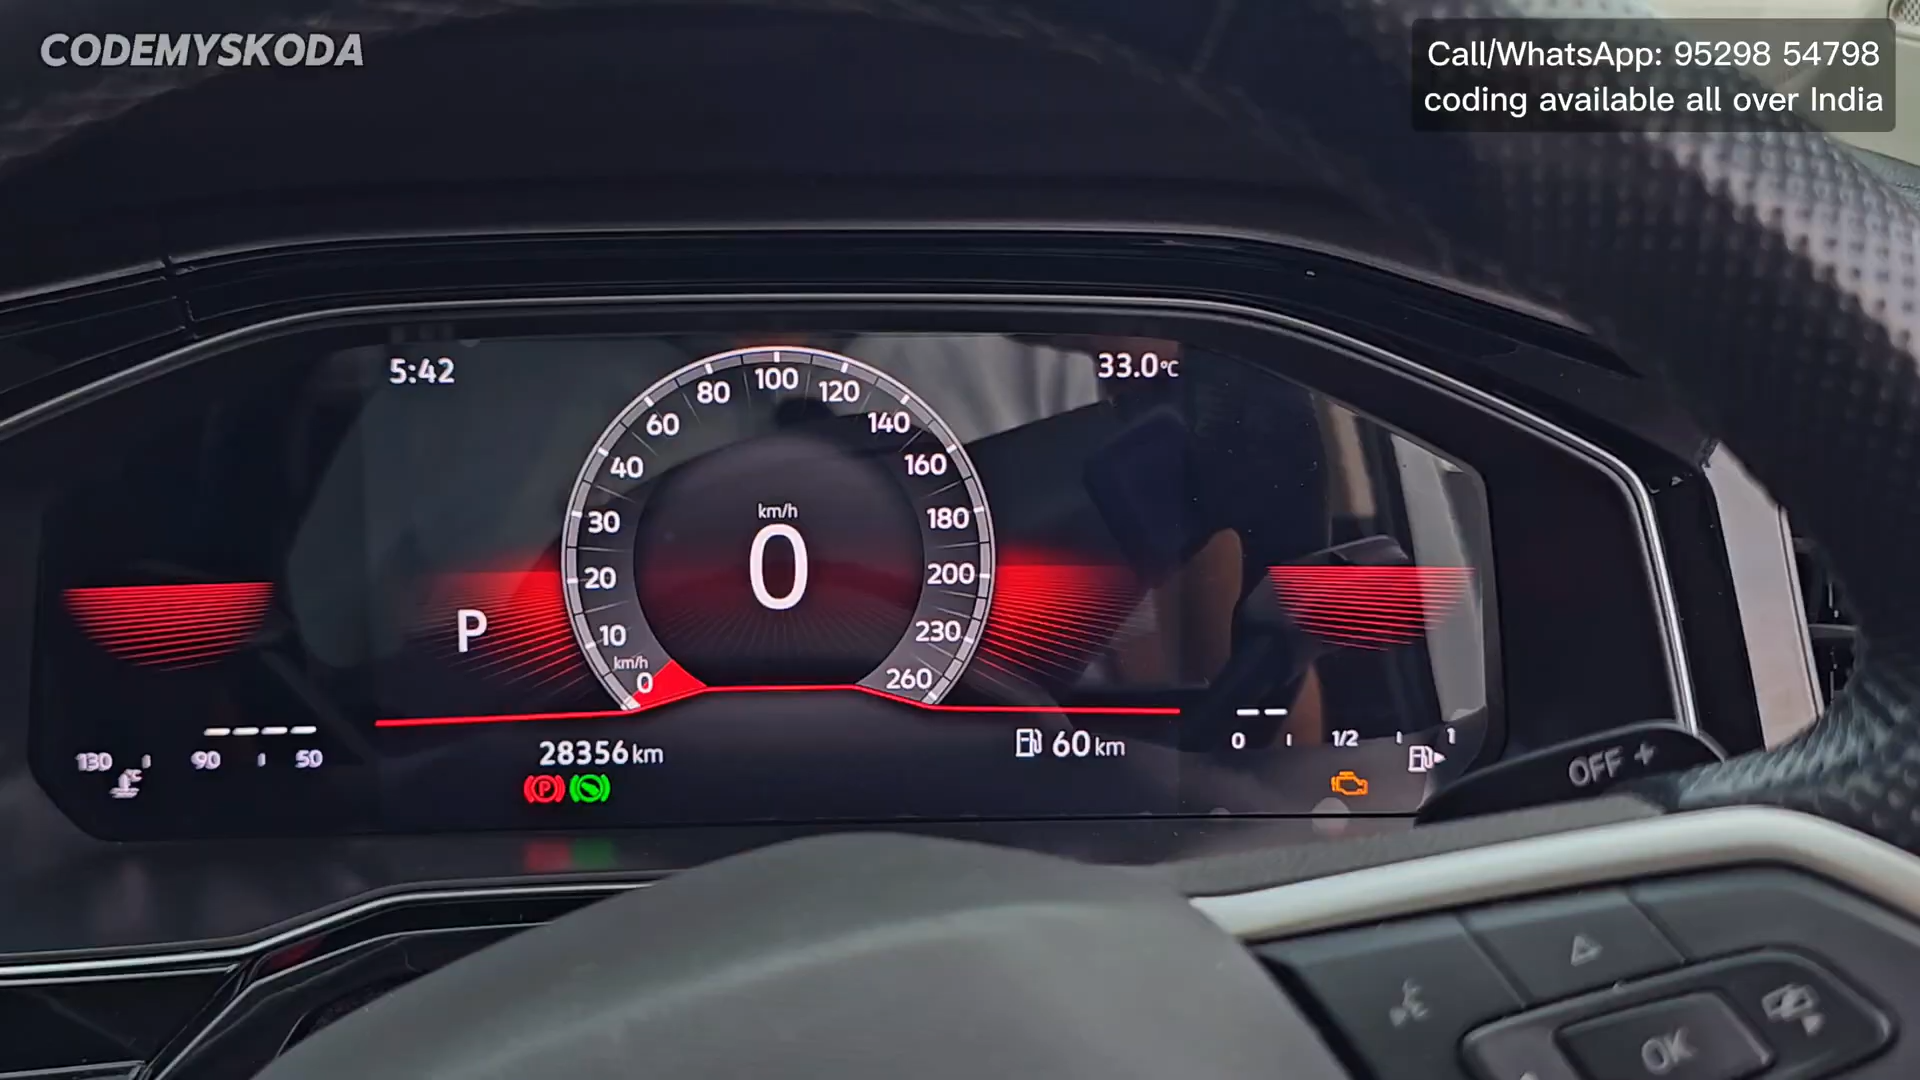 CODEMYSKODA
Call/WhatsApp: 95298 54798
coding available all over India
5:42
33.0°C
80 100 120
60 140
40 160
km/h
30 180
0
20 200
P
10 230
km/h
0 260
130 90 50
28356 km
60 km
0 1/2 1
P
OFF +
OK